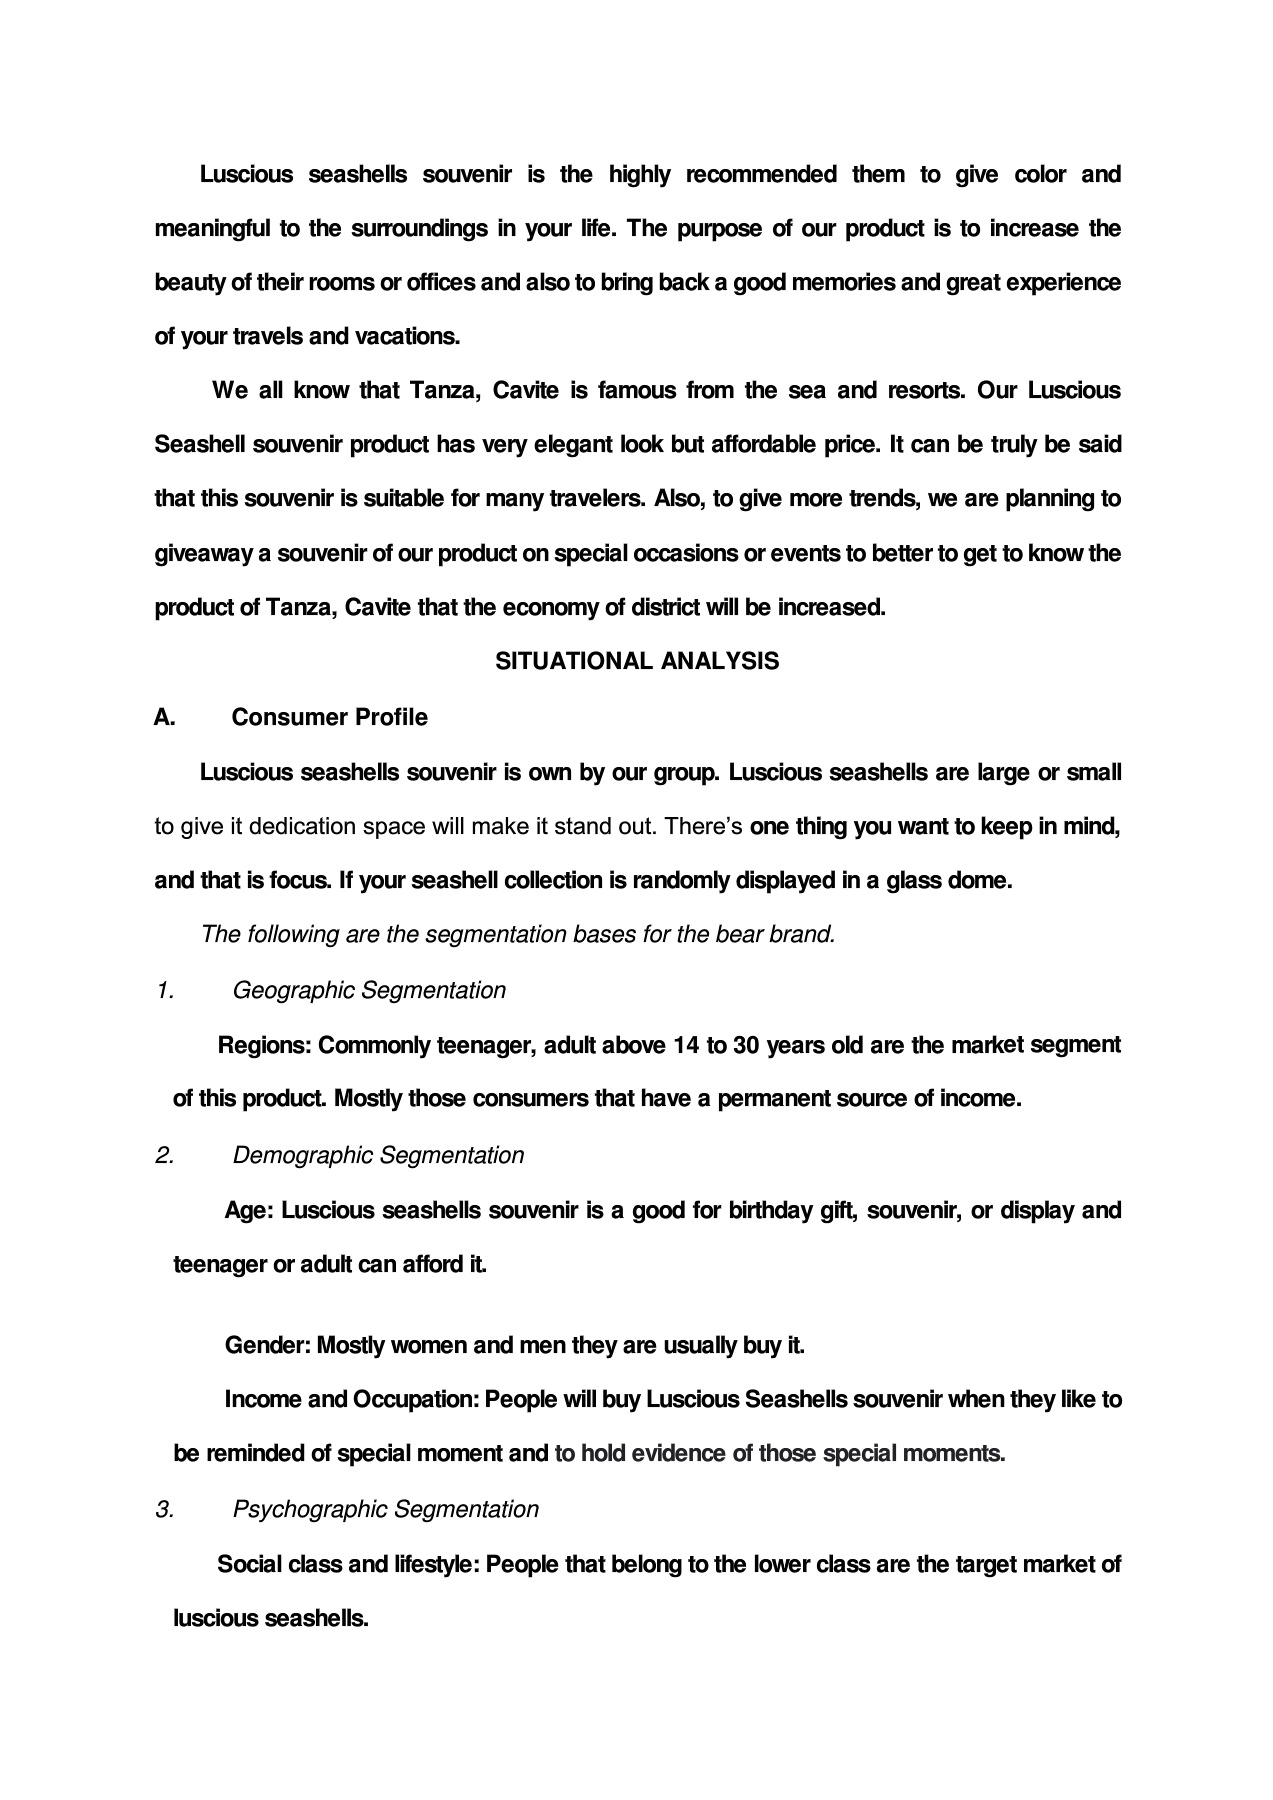 Luscious seashells souvenir is the highly recommended them to give color and
meaningful to the surroundings in your life. The purpose of our product is to increase the
beauty of their rooms or offices and also to bring back a good memories and great experience
of your travels and vacations.
We all know that Tanza, Cavite is famous from the sea and resorts. Our Luscious
Seashell souvenir product has very elegant look but affordable price. It can be truly be said
that this souvenir is suitable for many travelers. Also, to give more trends, we are planning to
giveaway a souvenir of our product on special occasions or events to better to get to know the
product of Tanza, Cavite that the economy of district will be increased.
SITUATIONAL ANALYSIS
A. Consumer Profile
Luscious seashells souvenir is own by our group. Luscious seashells are large or small
to give it dedication space will make it stand out. There’s one thing you want to keep in mind,
and that is focus. If your seashell collection is randomly displayed in a glass dome.
The following are the segmentation bases for the bear brand.
1. Geographic Segmentation
Regions: Commonly teenager, adult above 14 to 30 years old are the market segment
of this product. Mostly those consumers that have a permanent source of income.
2. Demographic Segmentation
Age: Luscious seashells souvenir is a good for birthday gift, souvenir, or display and
teenager or adult can afford it.
Gender: Mostly women and men they are usually buy it.
Income and Occupation: People will buy Luscious Seashells souvenir when they like to
be reminded of special moment and to hold evidence of those special moments.
3. Psychographic Segmentation
Social class and lifestyle: People that belong to the lower class are the target market of
luscious seashells.